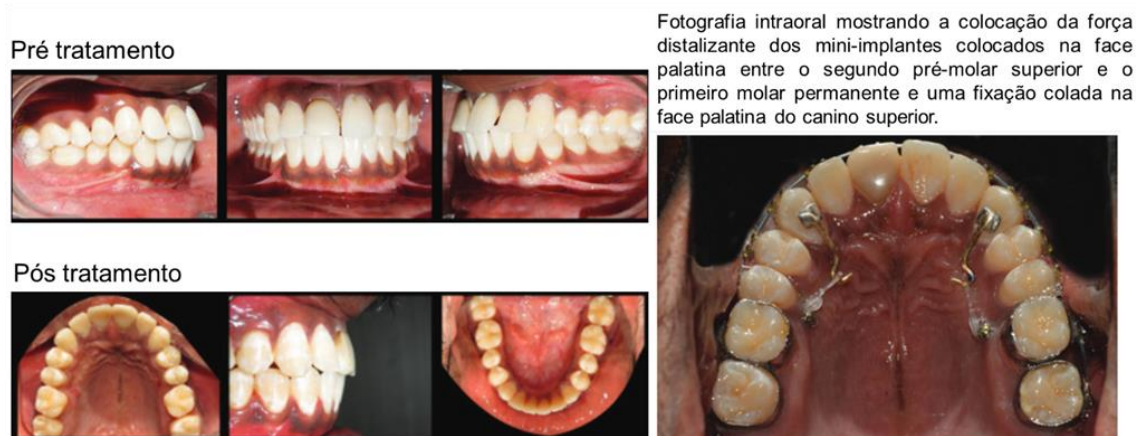 Pré tratamento
Pós tratamento
Fotografia intraoral mostrando a colocação da força
distalizante dos mini-implantes colocados na face
palatina entre o segundo pré-molar superior e o
primeiro molar permanente e uma fixação colada na
face palatina do canino superior.